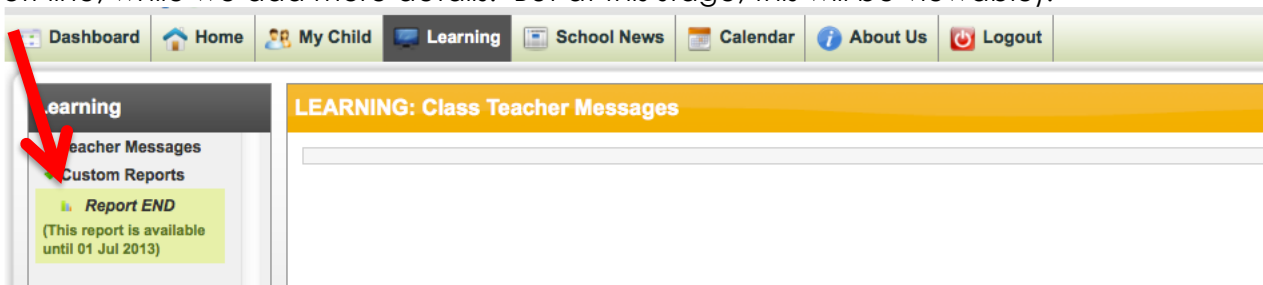 Dashboard Home My Child Learning School News Calendar About Us Logout
Learning
LEARNING: Class Teacher Messages
Teacher Messages
Custom Reports
Report END
(This report is available
until 01 Jul 2013)